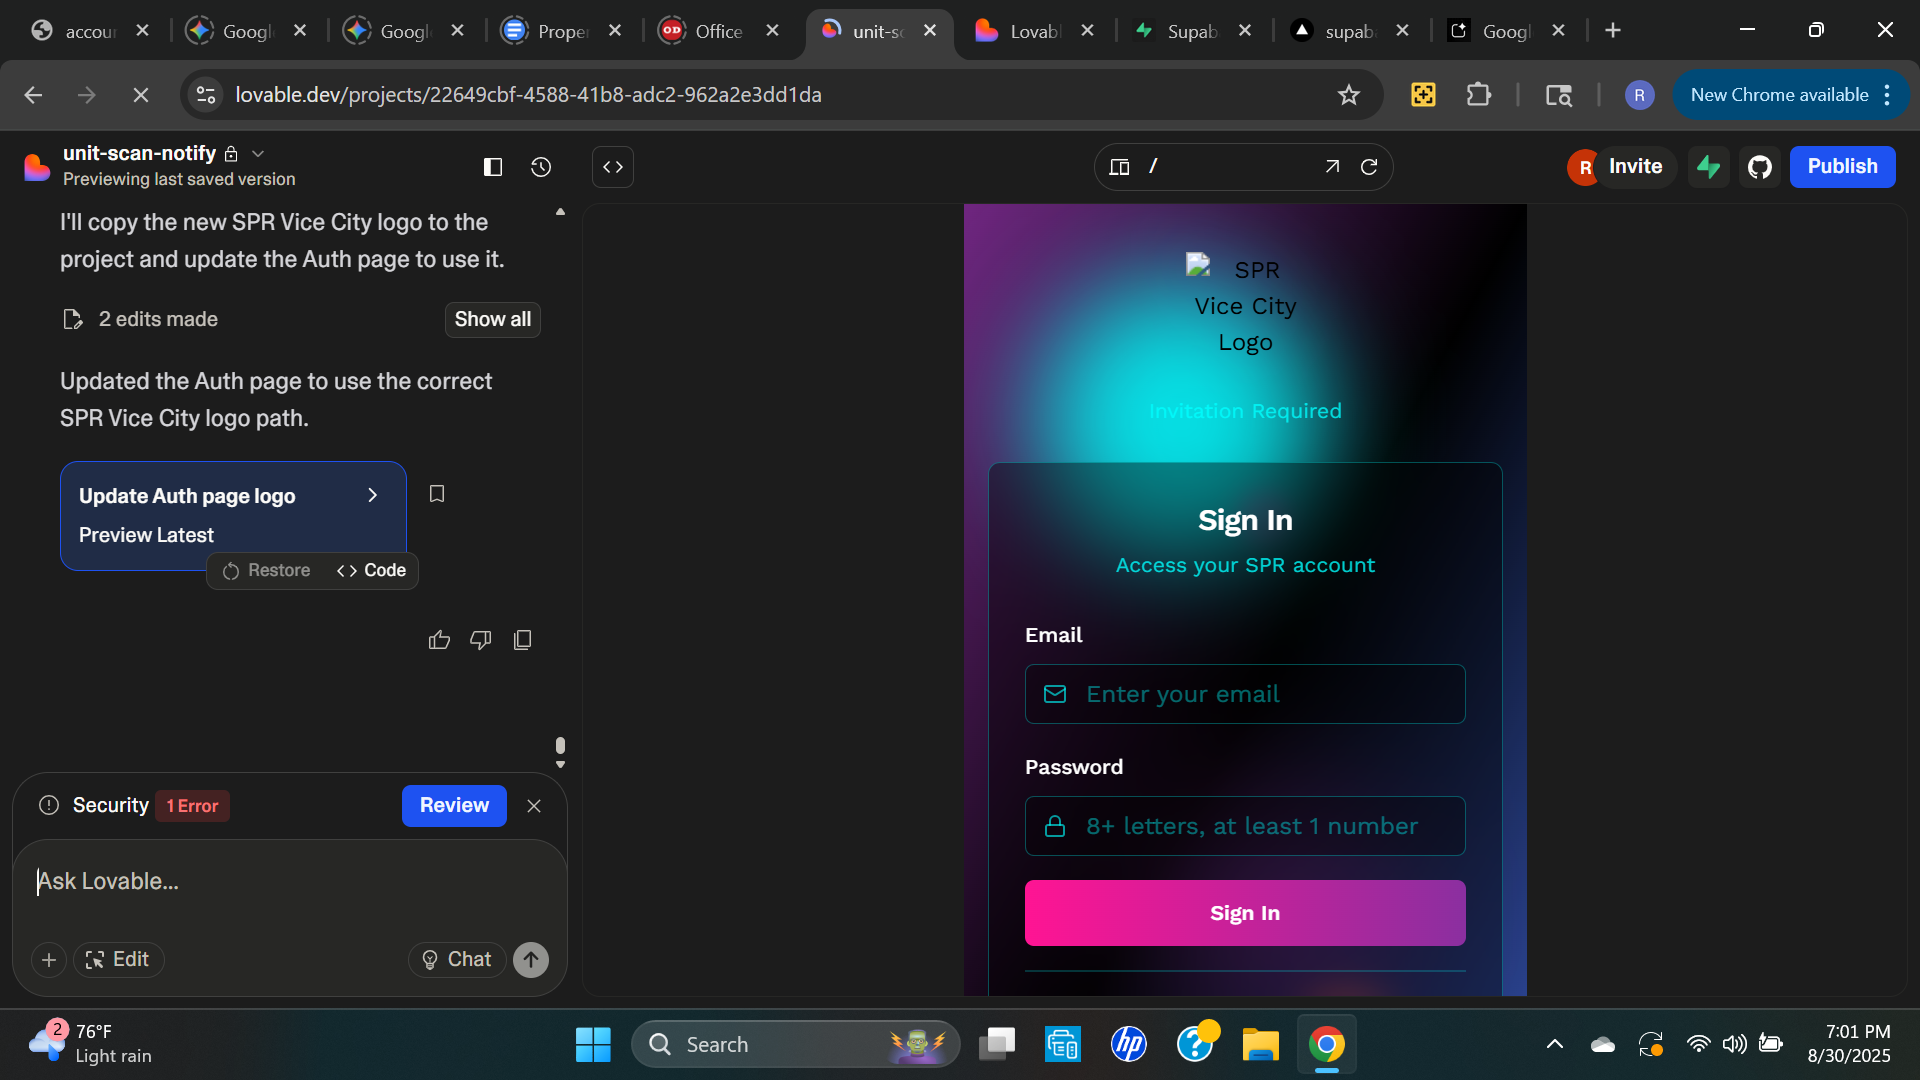 accour
Googl
Googl
Proper
OD
Office
unit-sc
Lovabl
Supab
supab
Googl
lovable.dev/projects/22649cbf-4588-41b8-adc2-962a2e3dd1da
R
New Chrome available
unit-scan-notify
Previewing last saved version
/
R
Invite
Publish
I'll copy the new SPR Vice City logo to the
project and update the Auth page to use it.
2 edits made
Show all
Updated the Auth page to use the correct
SPR Vice City logo path.
Update Auth page logo
Preview Latest
Restore
Code
Security
1 Error
Review
Ask Lovable...
Edit
Chat
SPR
Vice City
Logo
Invitation Required
Sign In
Access your SPR account
Email
Enter your email
Password
8+ letters, at least 1 number
Sign In
2
76°F
Light rain
Search
hp
?
7:01 PM
8/30/2025